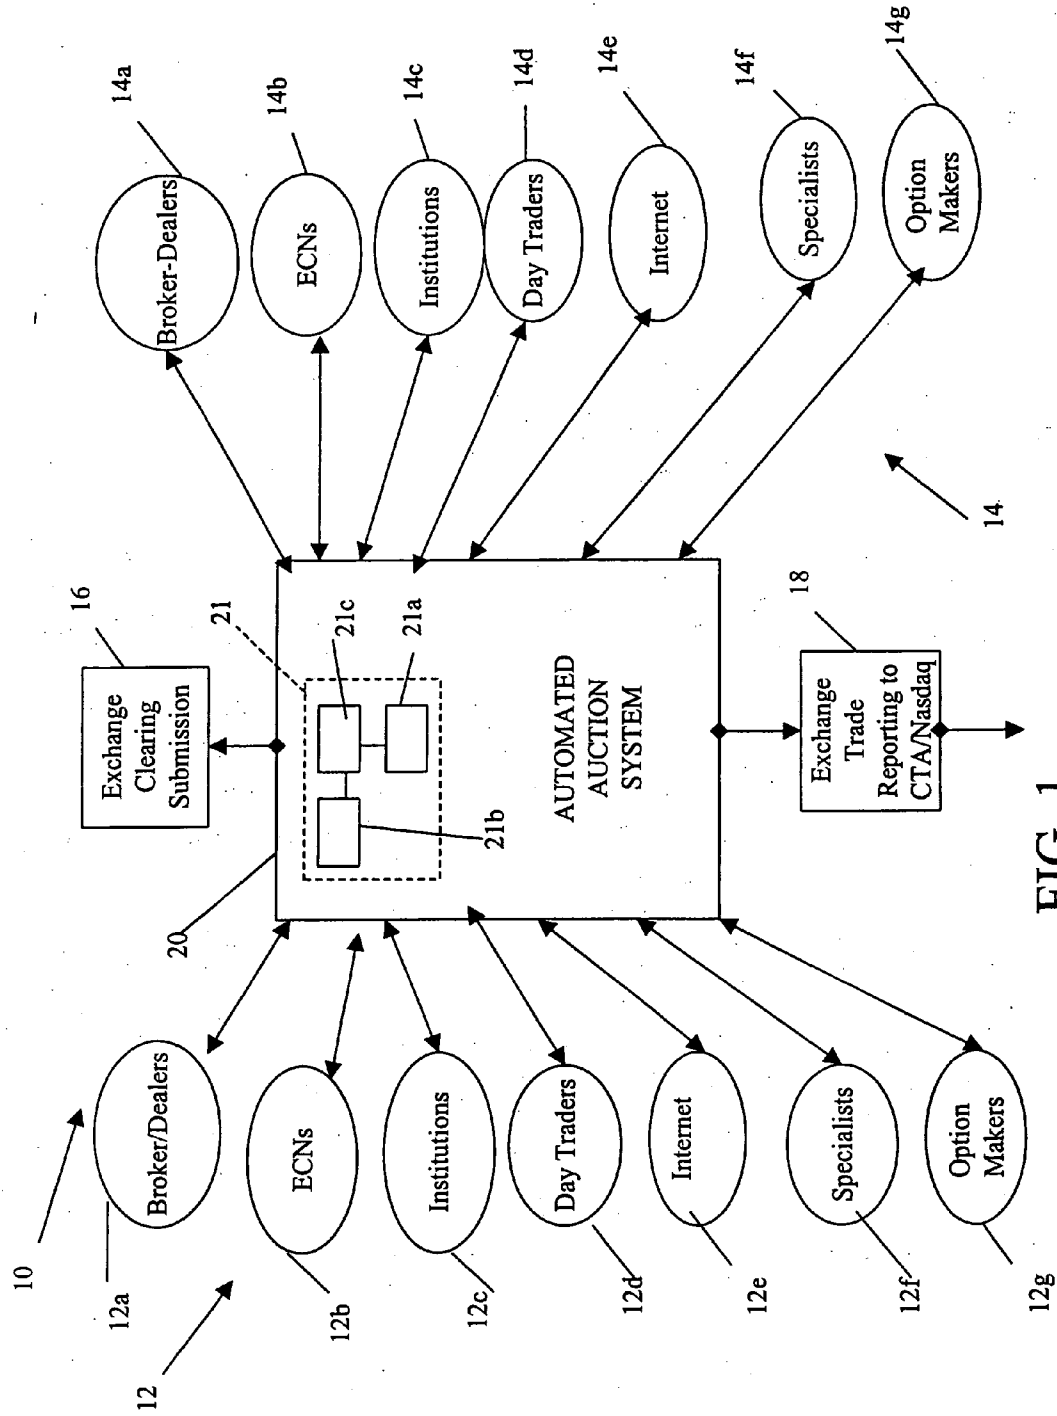 10
12
12a
Broker/Dealers
12b
ECNs
12c
Institutions
12d
Day Traders
12e
Internet
12f
Specialists
12g
Option
Makers
16
Exchange
Clearing
Submission
20
21
21c
21a
21b
AUTOMATED
AUCTION
SYSTEM
18
Exchange
Trade
Reporting to
CTA/Nasdaq
14a
Broker-Dealers
14b
ECNs
14c
Institutions
14d
Day Traders
14e
Internet
14f
Specialists
14g
Option
Makers
14
FIG. 1